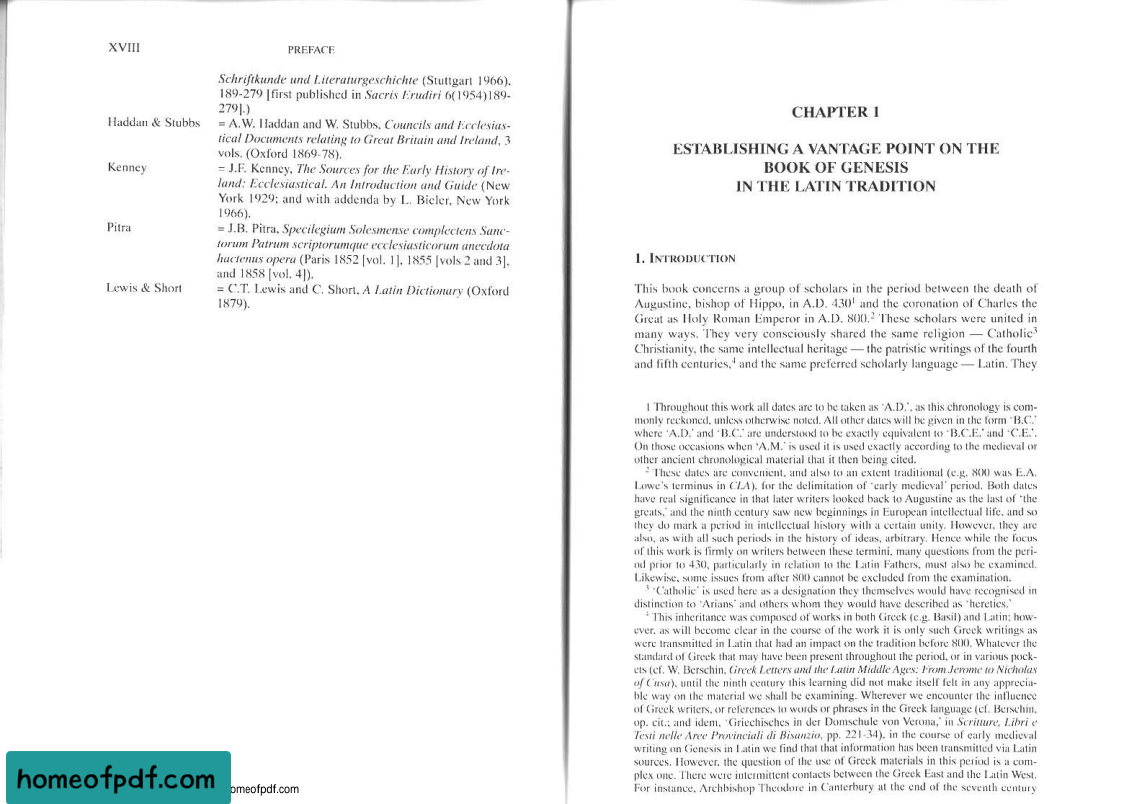 XVIII
PREFACE
Schriftkunde und Literaturgeschichte (Stuttgart 1966),
189-279 [first published in Sacris Erudiri 6(1954)189-
279].)
Haddan & Stubbs = A.W. Haddan and W. Stubbs, Councils and Ecclesias-
tical Documents relating to Great Britain and Ireland, 3
vols. (Oxford 1869-78).
Kenney = J.F. Kenney, The Sources for the Early History of Ire-
land: Ecclesiastical. An Introduction and Guide (New
York 1929; and with addenda by L. Bieler, New York
1966).
Pitra = J.B. Pitra, Specilegium Solesmense complectens Sanc-
torum Patrum scriptorumque ecclesiasticorum anecdota
hactenus opera (Paris 1852 [vol. 1], 1855 [vols 2 and 3],
and 1858 [vol. 4]).
Lewis & Short = C.T. Lewis and C. Short, A Latin Dictionary (Oxford
1879).
CHAPTER 1
ESTABLISHING A VANTAGE POINT ON THE
BOOK OF GENESIS
IN THE LATIN TRADITION
1. INTRODUCTION
This book concerns a group of scholars in the period between the death of
Augustine, bishop of Hippo, in A.D. 430¹ and the coronation of Charles the
Great as Holy Roman Emperor in A.D. 800.² These scholars were united in
many ways. They very consciously shared the same religion — Catholic³
Christianity, the same intellectual heritage — the patristic writings of the fourth
and fifth centuries,⁴ and the same preferred scholarly language — Latin. They
1 Throughout this work all dates are to be taken as 'A.D.', as this chronology is com-
monly reckoned, unless otherwise noted. All other dates will be given in the form 'B.C.'
where 'A.D.' and 'B.C.' are understood to be exactly equivalent to 'B.C.E.' and 'C.E.'.
On those occasions when 'A.M.' is used it is used exactly according to the medieval or
other ancient chronological material that it then being cited.
² These dates are convenient, and also to an extent traditional (e.g. 800 was E.A.
Lowe's terminus in CLA), for the delimitation of 'early medieval' period. Both dates
have real significance in that later writers looked back to Augustine as the last of 'the
greats,' and the ninth century saw new beginnings in European intellectual life, and so
they do mark a period in intellectual history with a certain unity. However, they are
also, as with all such periods in the history of ideas, arbitrary. Hence while the focus
of this work is firmly on writers between these termini, many questions from the peri-
od prior to 430, particularly in relation to the Latin Fathers, must also be examined.
Likewise, some issues from after 800 cannot be excluded from the examination.
³ 'Catholic' is used here as a designation they themselves would have recognised in
distinction to 'Arians' and others whom they would have described as 'heretics.'
⁴ This inheritance was composed of works in both Greek (e.g. Basil) and Latin; how-
ever, as will become clear in the course of the work it is only such Greek writings as
were transmitted in Latin that had an impact on the tradition before 800. Whatever the
standard of Greek that may have been present throughout the period, or in various pock-
ets (cf. W. Berschin, Greek Letters and the Latin Middle Ages: From Jerome to Nicholas
of Cusa), until the ninth century this learning did not make itself felt in any apprecia-
ble way on the material we shall be examining. Wherever we encounter the influence
of Greek writers, or references to words or phrases in the Greek language (cf. Berschin,
op. cit.; and idem, 'Griechisches in der Domschule von Verona,' in Scritture, Libri e
Testi nelle Aree Provinciali di Bisanzio, pp. 221-34), in the course of early medieval
writing on Genesis in Latin we find that that information has been transmitted via Latin
sources. However, the question of the use of Greek materials in this period is a com-
plex one. There were intermittent contacts between the Greek East and the Latin West.
For instance, Archbishop Theodore in Canterbury at the end of the seventh century
homeofpdf.com
omeofpdf.com